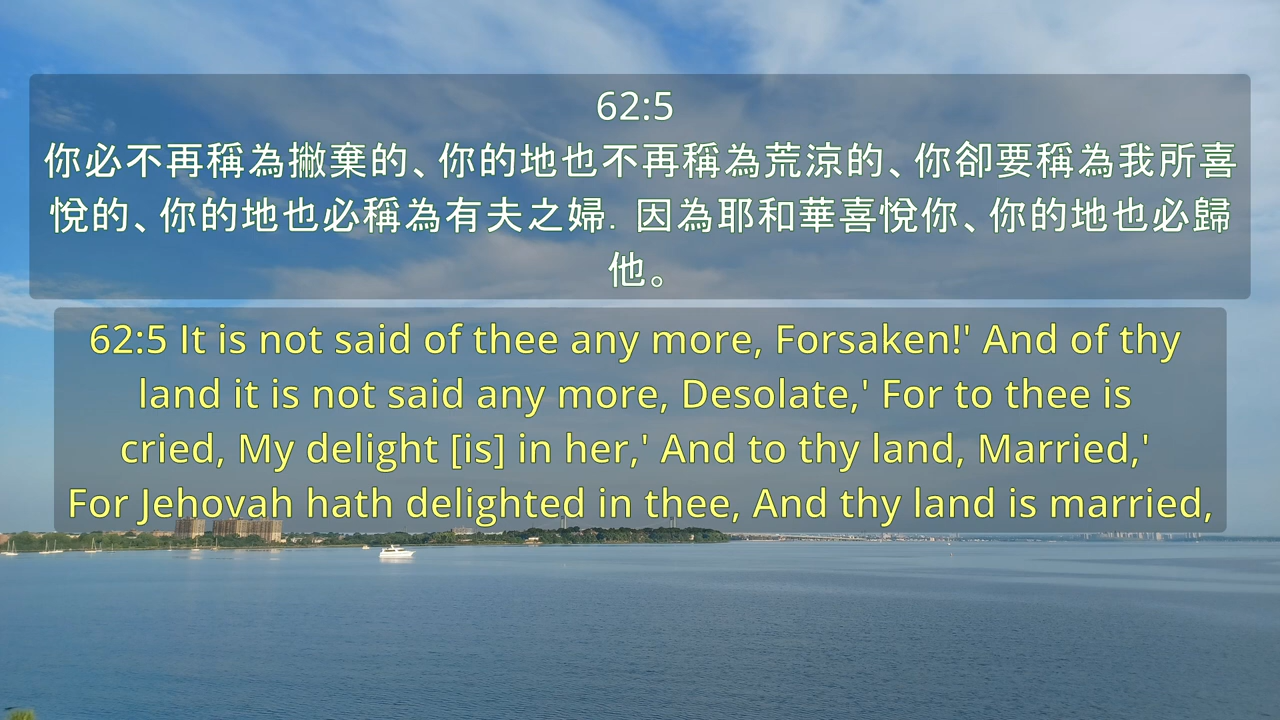 62:5
你必不再稱為撇棄的、你的地也不再稱為荒涼的、你卻要稱為我所喜
悅的、你的地也必稱為有夫之婦．因為耶和華喜悅你、你的地也必歸
他。
62:5 It is not said of thee any more, Forsaken!' And of thy
land it is not said any more, Desolate,' For to thee is
cried, My delight [is] in her,' And to thy land, Married,'
For Jehovah hath delighted in thee, And thy land is married,